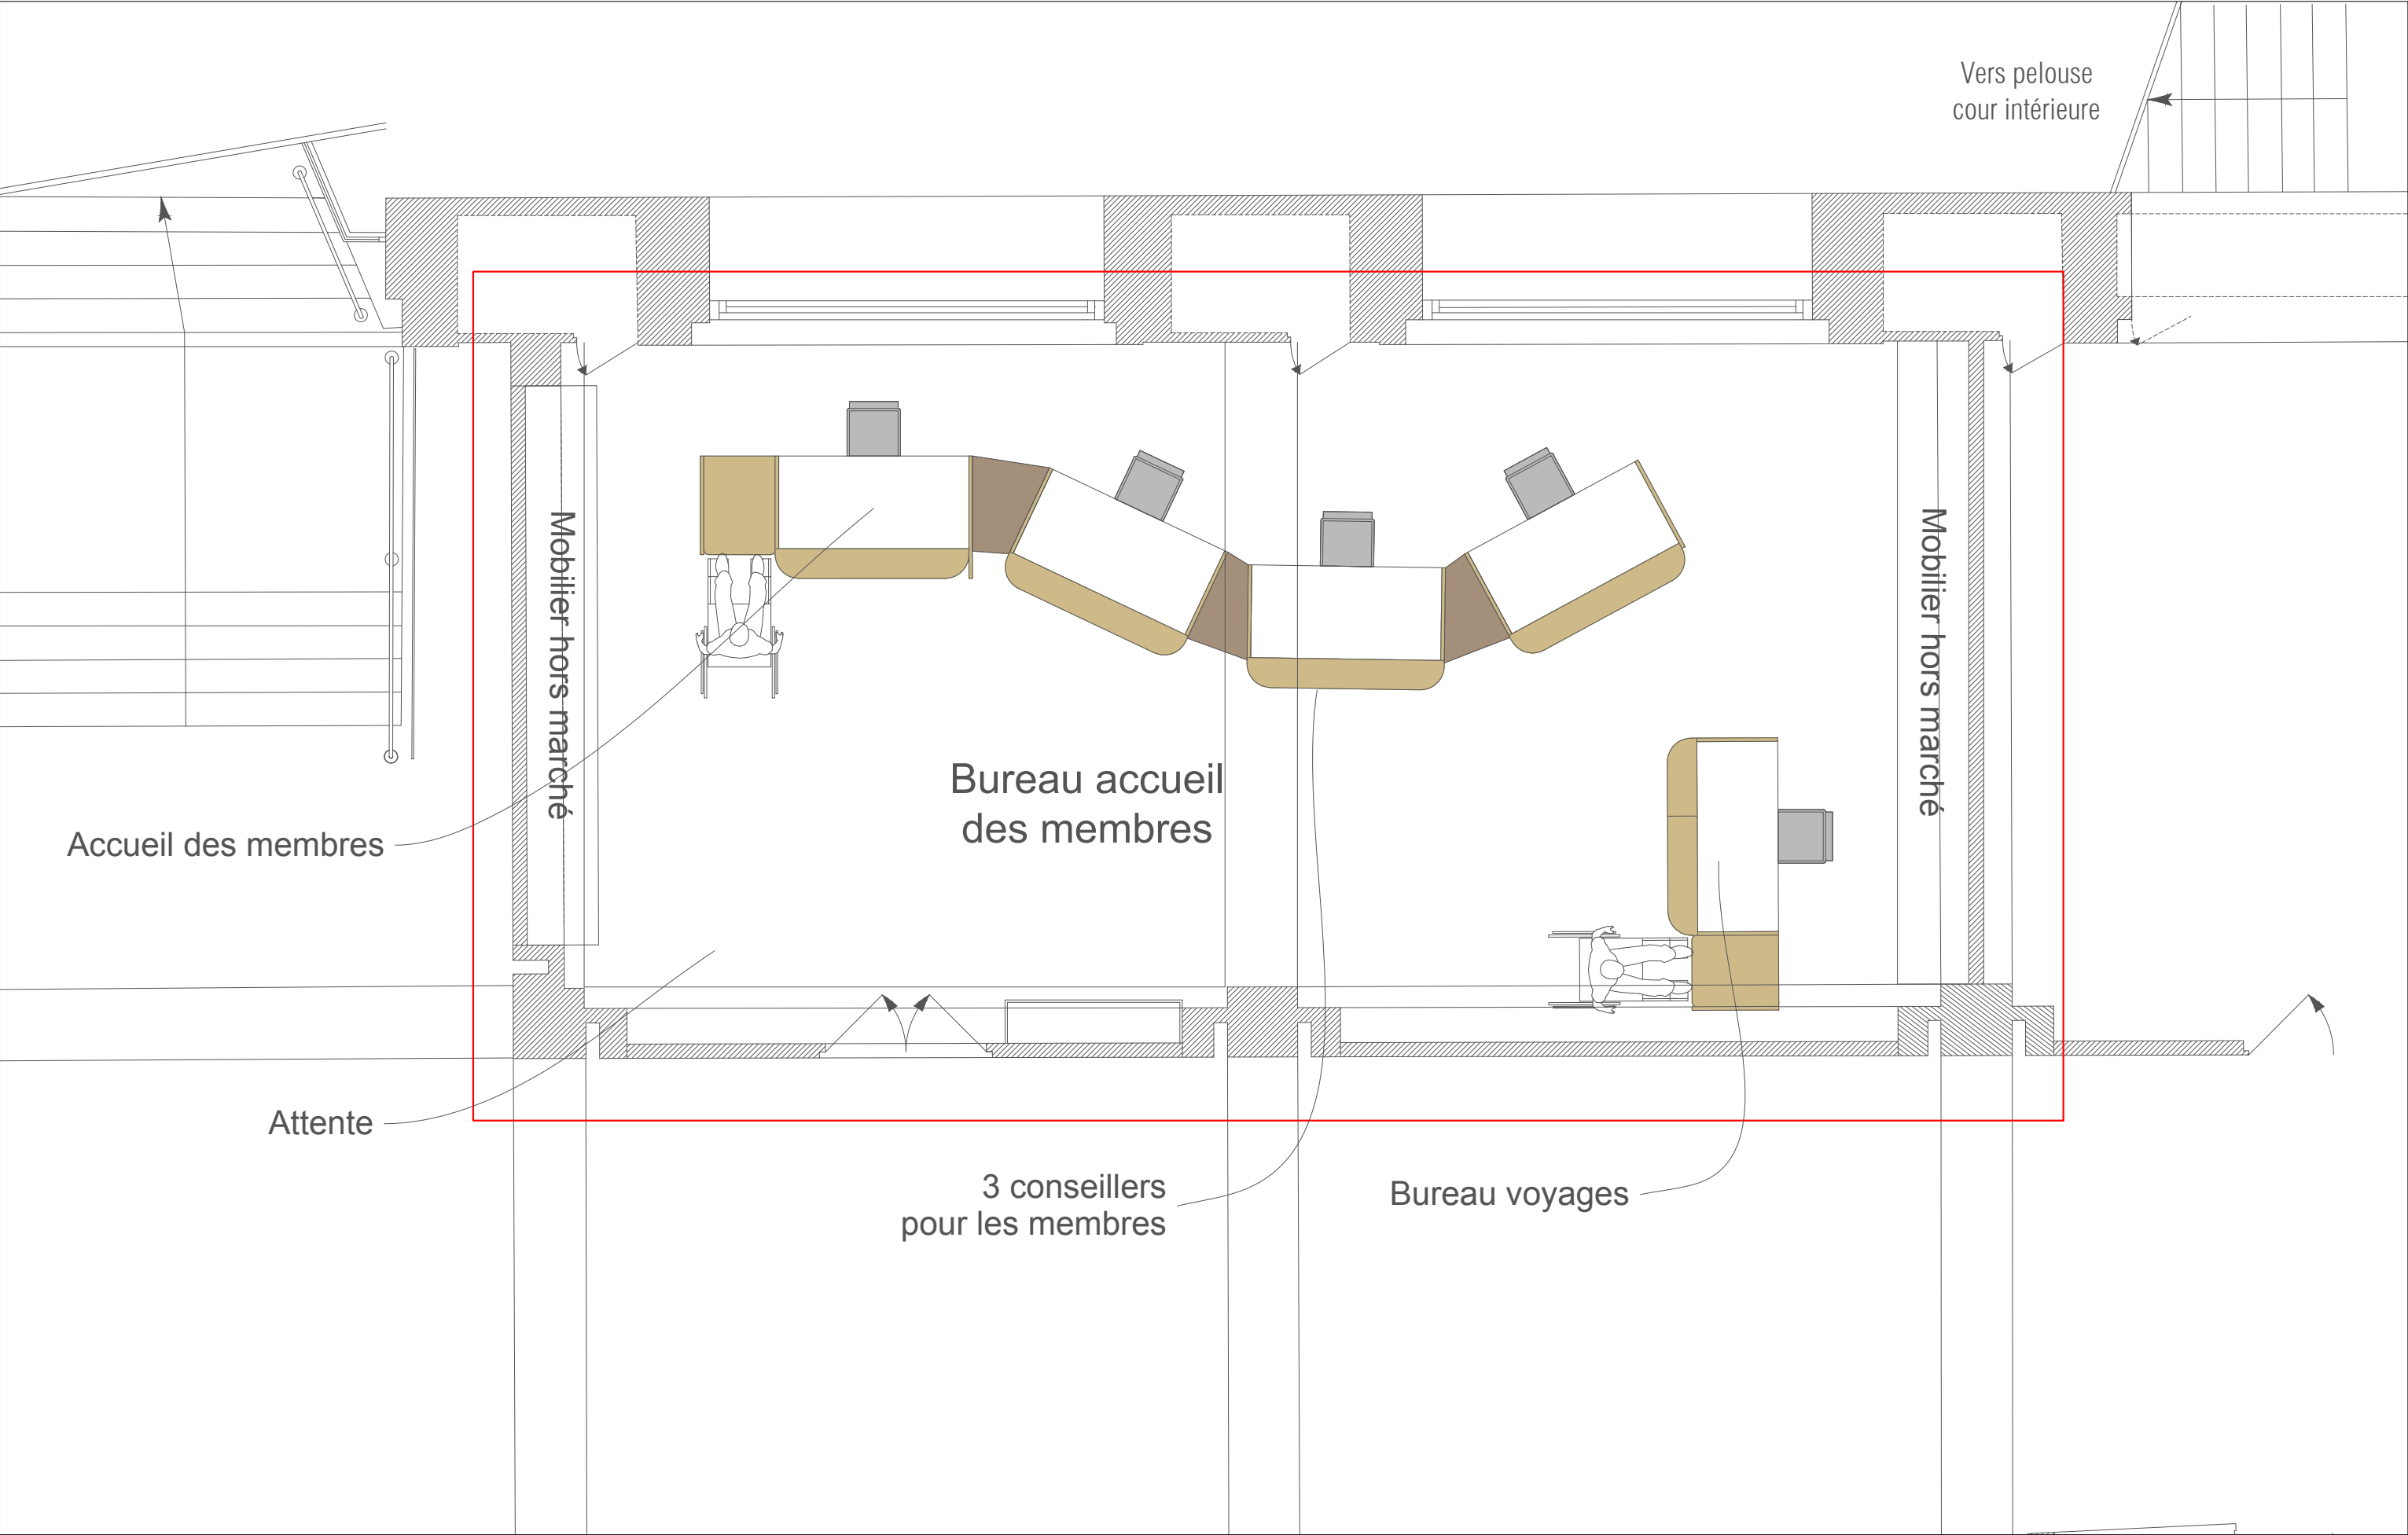 Vers pelouse
cour intérieure
Mobilier hors marché
Mobilier hors marché
Bureau accueil
des membres
Accueil des membres
Attente
3 conseillers
pour les membres
Bureau voyages